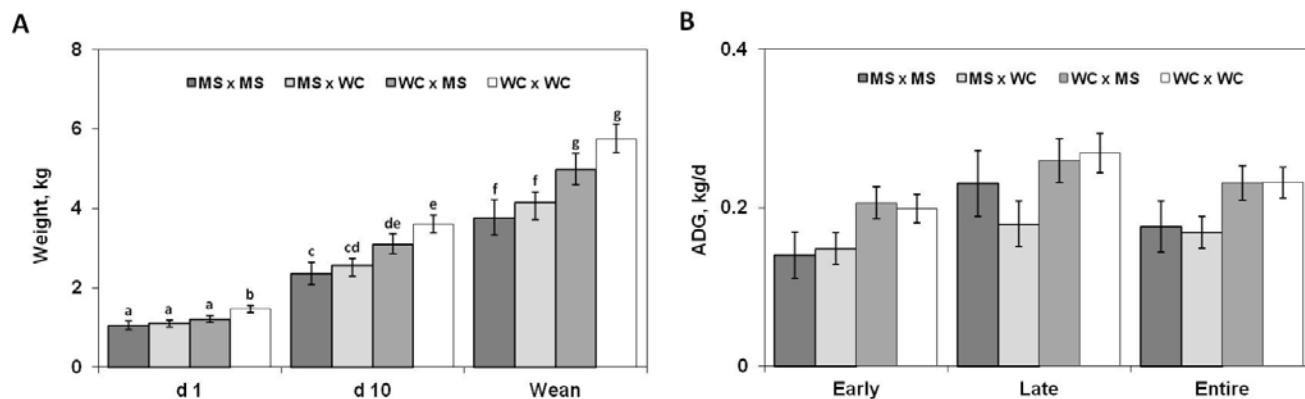 A
Weight, kg
8
6
4
2
0
MS x MS MS x WC WC x MS WC x WC
a a a b
c cd de e
f f g g
d 1 d 10 Wean
B
ADG, kg/d
0.4
0.2
0
MS x MS MS x WC WC x MS WC x WC
Early Late Entire